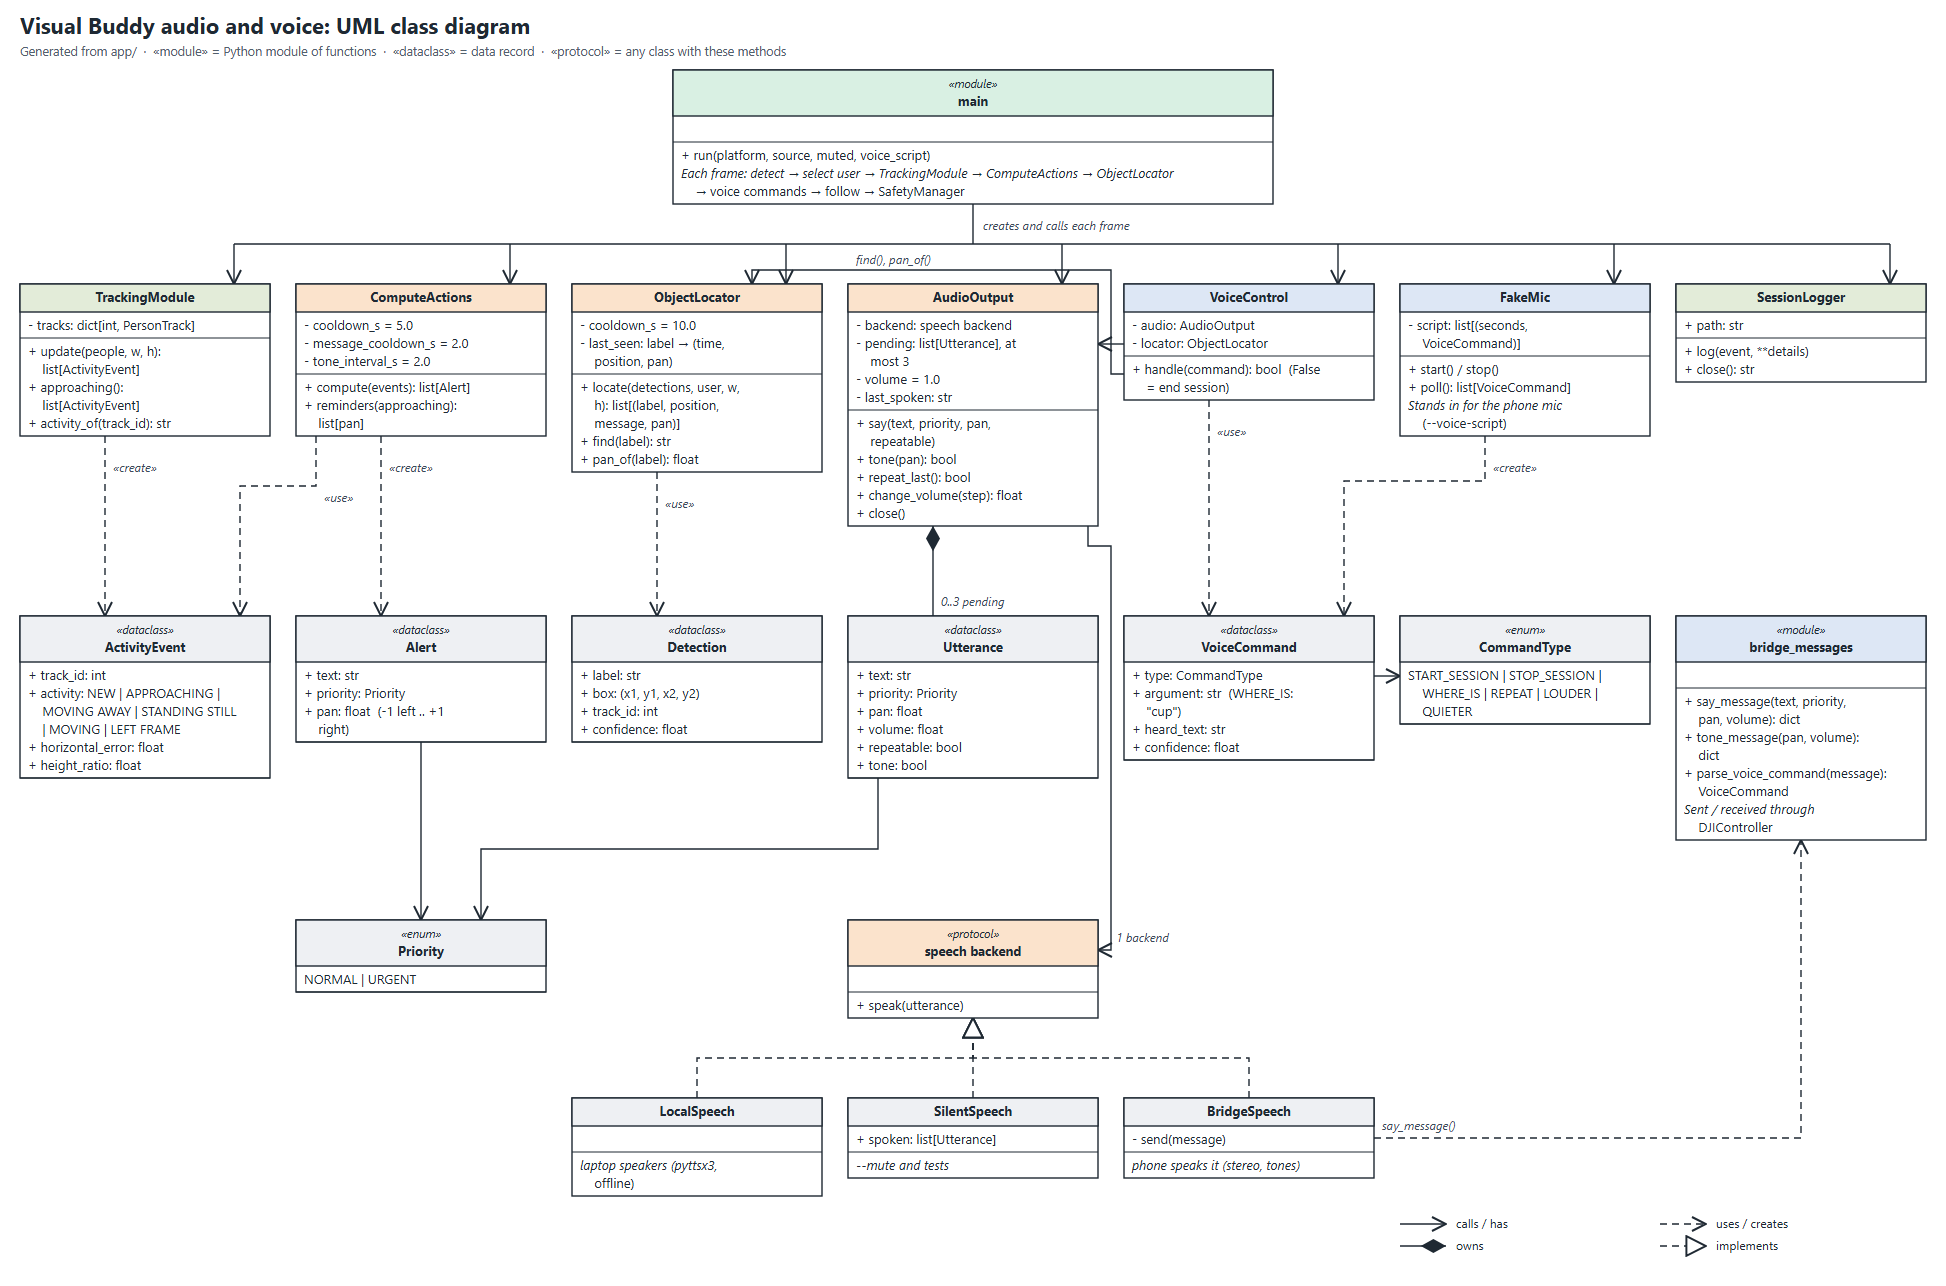 Visual Buddy audio and voice: UML class diagram
Generated from app/ · «module» = Python module of functions · «dataclass» = data record · «protocol» = any class with these methods
«module»
main
+ run(platform, source, muted, voice_script)
Each frame: detect → select user → TrackingModule → ComputeActions → ObjectLocator
→ voice commands → follow → SafetyManager
creates and calls each frame
find(), pan_of()
TrackingModule
- tracks: dict[int, PersonTrack]
+ update(people, w, h):
list[ActivityEvent]
+ approaching():
list[ActivityEvent]
+ activity_of(track_id): str
ComputeActions
- cooldown_s = 5.0
- message_cooldown_s = 2.0
- tone_interval_s = 2.0
+ compute(events): list[Alert]
+ reminders(approaching):
list[pan]
ObjectLocator
- cooldown_s = 10.0
- last_seen: label → (time,
position, pan)
+ locate(detections, user, w,
h): list[(label, position,
message, pan)]
+ find(label): str
+ pan_of(label): float
AudioOutput
- backend: speech backend
- pending: list[Utterance], at
most 3
- volume = 1.0
- last_spoken: str
+ say(text, priority, pan,
repeatable)
+ tone(pan): bool
+ repeat_last(): bool
+ change_volume(step): float
+ close()
VoiceControl
- audio: AudioOutput
- locator: ObjectLocator
+ handle(command): bool (False
= end session)
FakeMic
- script: list[(seconds,
VoiceCommand)]
+ start() / stop()
+ poll(): list[VoiceCommand]
Stands in for the phone mic
(--voice-script)
SessionLogger
+ path: str
+ log(event, **details)
+ close(): str
«create»
«use»
«create»
«use»
«use»
«create»
0..3 pending
«dataclass»
ActivityEvent
+ track_id: int
+ activity: NEW | APPROACHING |
MOVING AWAY | STANDING STILL
| MOVING | LEFT FRAME
+ horizontal_error: float
+ height_ratio: float
«dataclass»
Alert
+ text: str
+ priority: Priority
+ pan: float (-1 left .. +1
right)
«dataclass»
Detection
+ label: str
+ box: (x1, y1, x2, y2)
+ track_id: int
+ confidence: float
«dataclass»
Utterance
+ text: str
+ priority: Priority
+ pan: float
+ volume: float
+ repeatable: bool
+ tone: bool
«dataclass»
VoiceCommand
+ type: CommandType
+ argument: str (WHERE_IS:
"cup")
+ heard_text: str
+ confidence: float
«enum»
CommandType
START_SESSION | STOP_SESSION |
WHERE_IS | REPEAT | LOUDER |
QUIETER
«module»
bridge_messages
+ say_message(text, priority,
pan, volume): dict
+ tone_message(pan, volume):
dict
+ parse_voice_command(message):
VoiceCommand
Sent / received through
DJIController
«enum»
Priority
NORMAL | URGENT
«protocol»
speech backend
+ speak(utterance)
1 backend
LocalSpeech
laptop speakers (pyttsx3,
offline)
SilentSpeech
+ spoken: list[Utterance]
--mute and tests
BridgeSpeech
- send(message)
phone speaks it (stereo, tones)
say_message()
calls / has
uses / creates
owns
implements